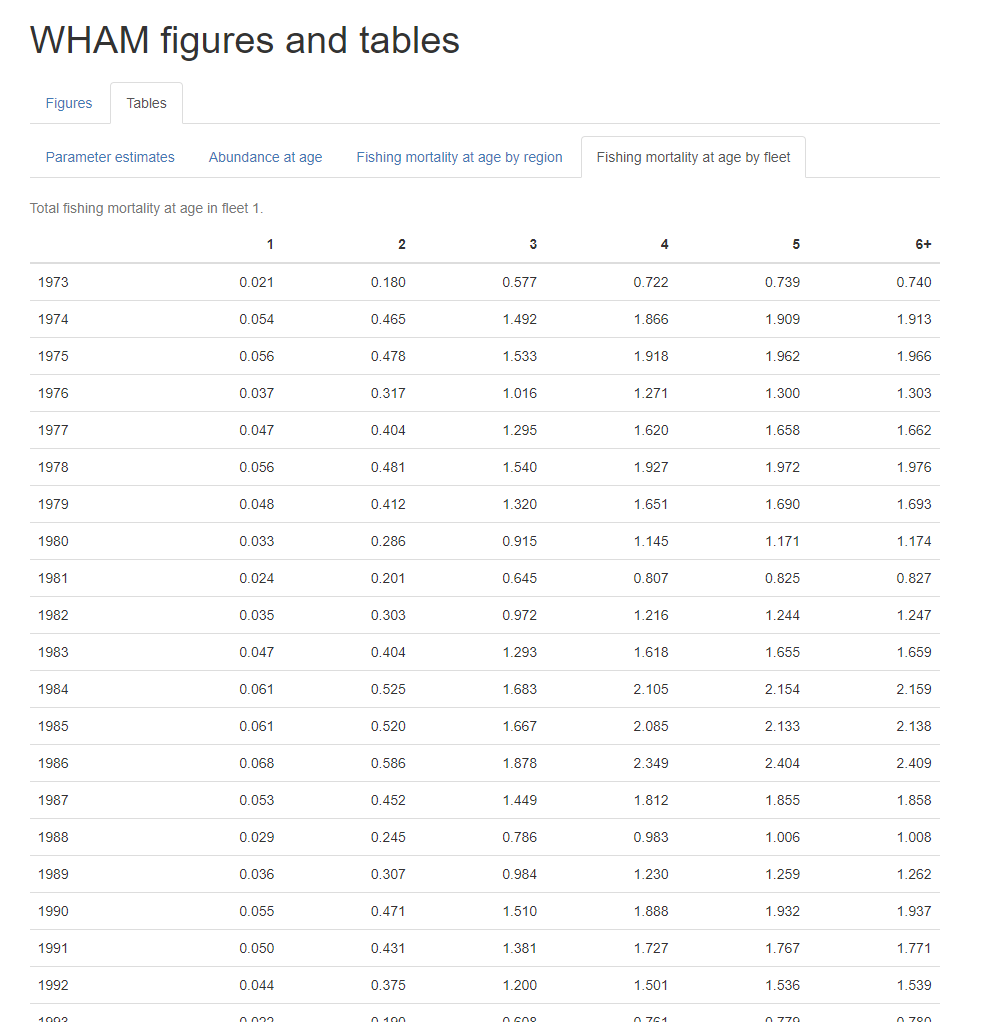 WHAM figures and tables
Figures Tables
Parameter estimates Abundance at age Fishing mortality at age by region Fishing mortality at age by fleet
Total fishing mortality at age in fleet 1.
1 2 3 4 5 6+
1973 0.021 0.180 0.577 0.722 0.739 0.740
1974 0.054 0.465 1.492 1.866 1.909 1.913
1975 0.056 0.478 1.533 1.918 1.962 1.966
1976 0.037 0.317 1.016 1.271 1.300 1.303
1977 0.047 0.404 1.295 1.620 1.658 1.662
1978 0.056 0.481 1.540 1.927 1.972 1.976
1979 0.048 0.412 1.320 1.651 1.690 1.693
1980 0.033 0.286 0.915 1.145 1.171 1.174
1981 0.024 0.201 0.645 0.807 0.825 0.827
1982 0.035 0.303 0.972 1.216 1.244 1.247
1983 0.047 0.404 1.293 1.618 1.655 1.659
1984 0.061 0.525 1.683 2.105 2.154 2.159
1985 0.061 0.520 1.667 2.085 2.133 2.138
1986 0.068 0.586 1.878 2.349 2.404 2.409
1987 0.053 0.452 1.449 1.812 1.855 1.858
1988 0.029 0.245 0.786 0.983 1.006 1.008
1989 0.036 0.307 0.984 1.230 1.259 1.262
1990 0.055 0.471 1.510 1.888 1.932 1.937
1991 0.050 0.431 1.381 1.727 1.767 1.771
1992 0.044 0.375 1.200 1.501 1.536 1.539